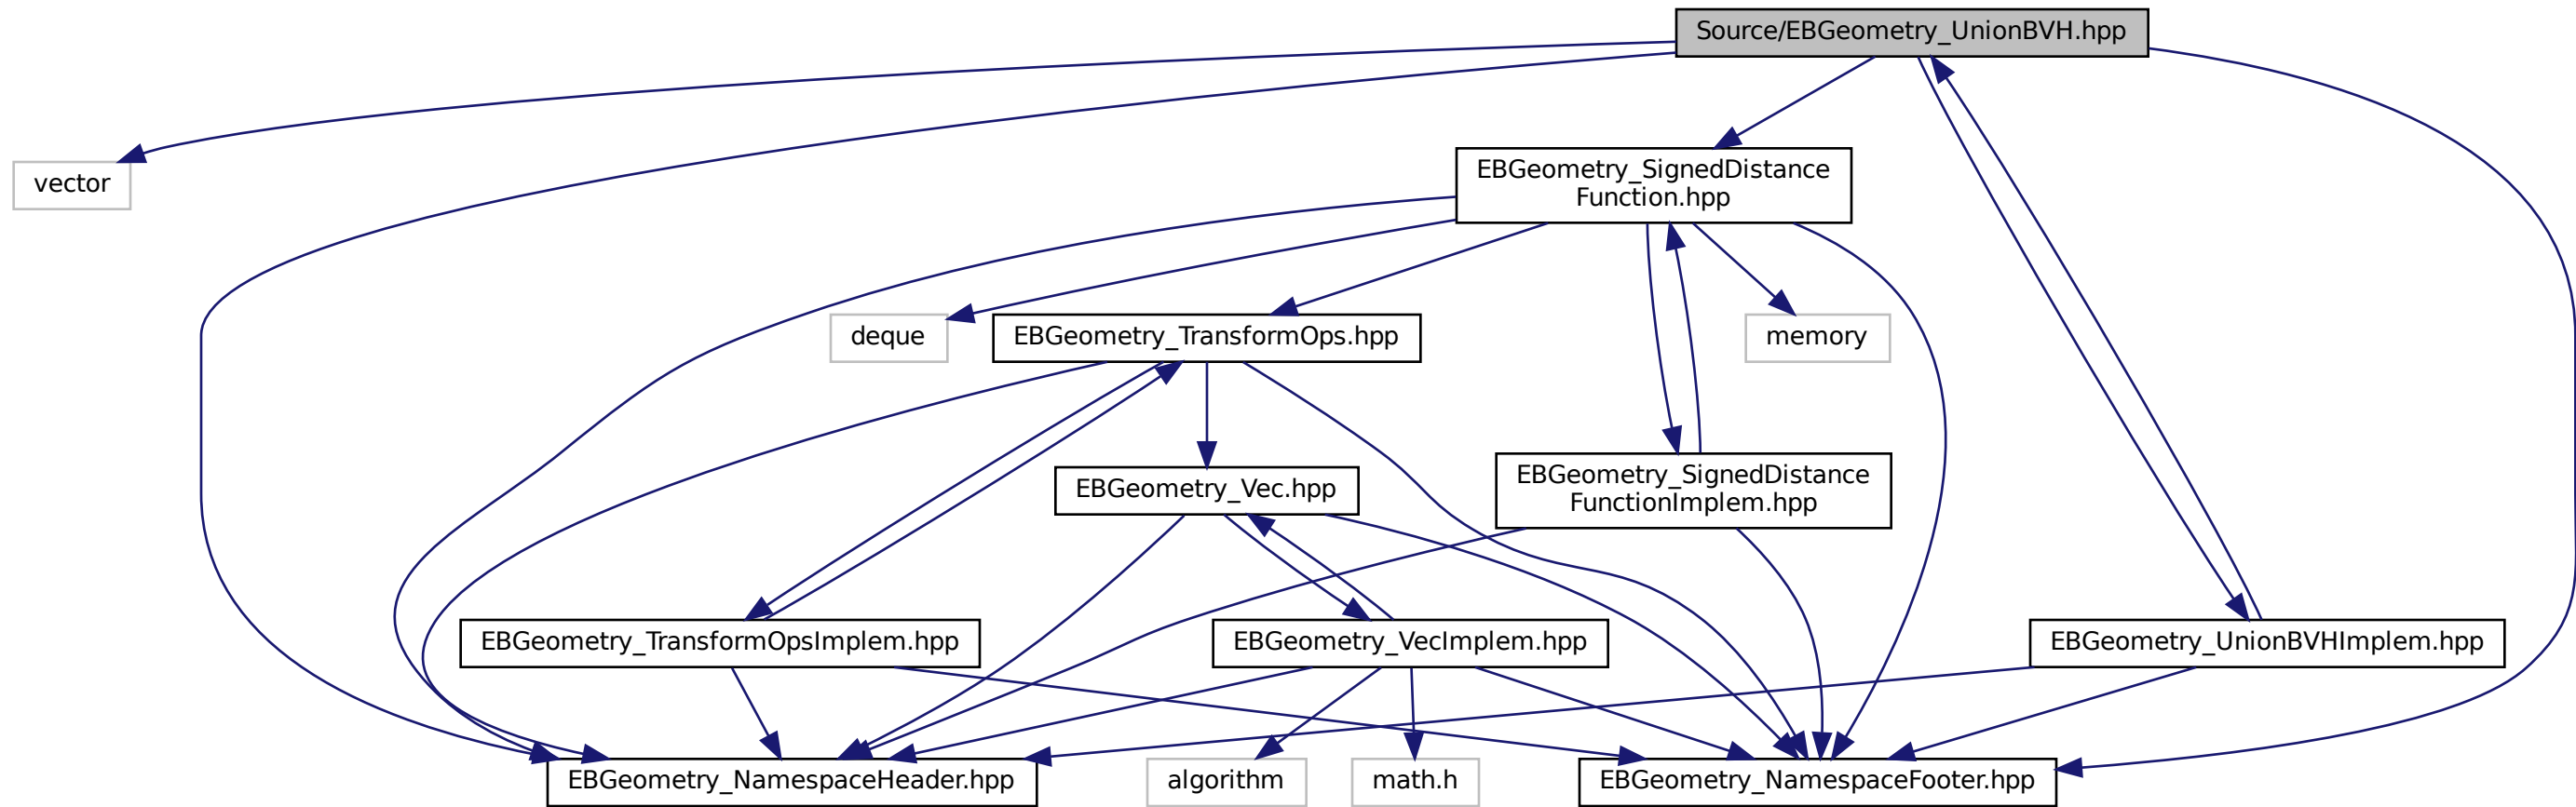 Source/EBGeometry_UnionBVH.hpp
vector
EBGeometry_SignedDistance
Function.hpp
deque
EBGeometry_TransformOps.hpp
memory
EBGeometry_Vec.hpp
EBGeometry_SignedDistance
FunctionImplem.hpp
EBGeometry_TransformOpsImplem.hpp
EBGeometry_VecImplem.hpp
EBGeometry_UnionBVHImplem.hpp
EBGeometry_NamespaceHeader.hpp
algorithm
math.h
EBGeometry_NamespaceFooter.hpp